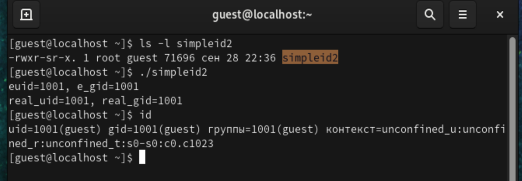 guest@localhost:~
[guest@localhost ~]$ ls -l simpleid2
-rwxr-sr-x. 1 root guest 71696 сен 28 22:36 simpleid2
[guest@localhost ~]$ ./simpleid2
euid=1001, e_gid=1001
real_uid=1001, real_gid=1001
[guest@localhost ~]$ id
uid=1001(guest) gid=1001(guest) группы=1001(guest) контекст=unconfined_u:unconfi
ned_r:unconfined_t:s0-s0:c0.c1023
[guest@localhost ~]$